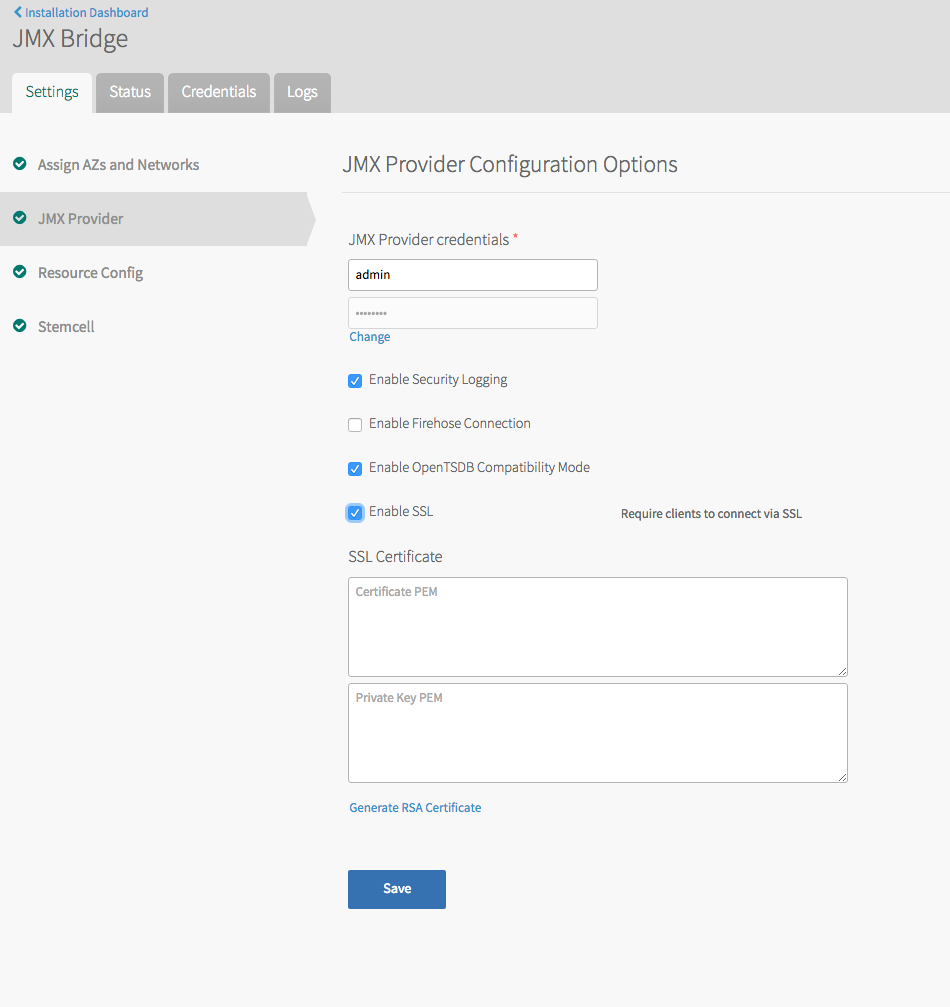 Installation Dashboard
JMX Bridge
Settings
Status
Credentials
Logs
Assign AZs and Networks
JMX Provider
Resource Config
Stemcell
JMX Provider Configuration Options
JMX Provider credentials *
admin
••••••••
Change
Enable Security Logging
Enable Firehose Connection
Enable OpenTSDB Compatibility Mode
Enable SSL
Require clients to connect via SSL
SSL Certificate
Certificate PEM
Private Key PEM
Generate RSA Certificate
Save